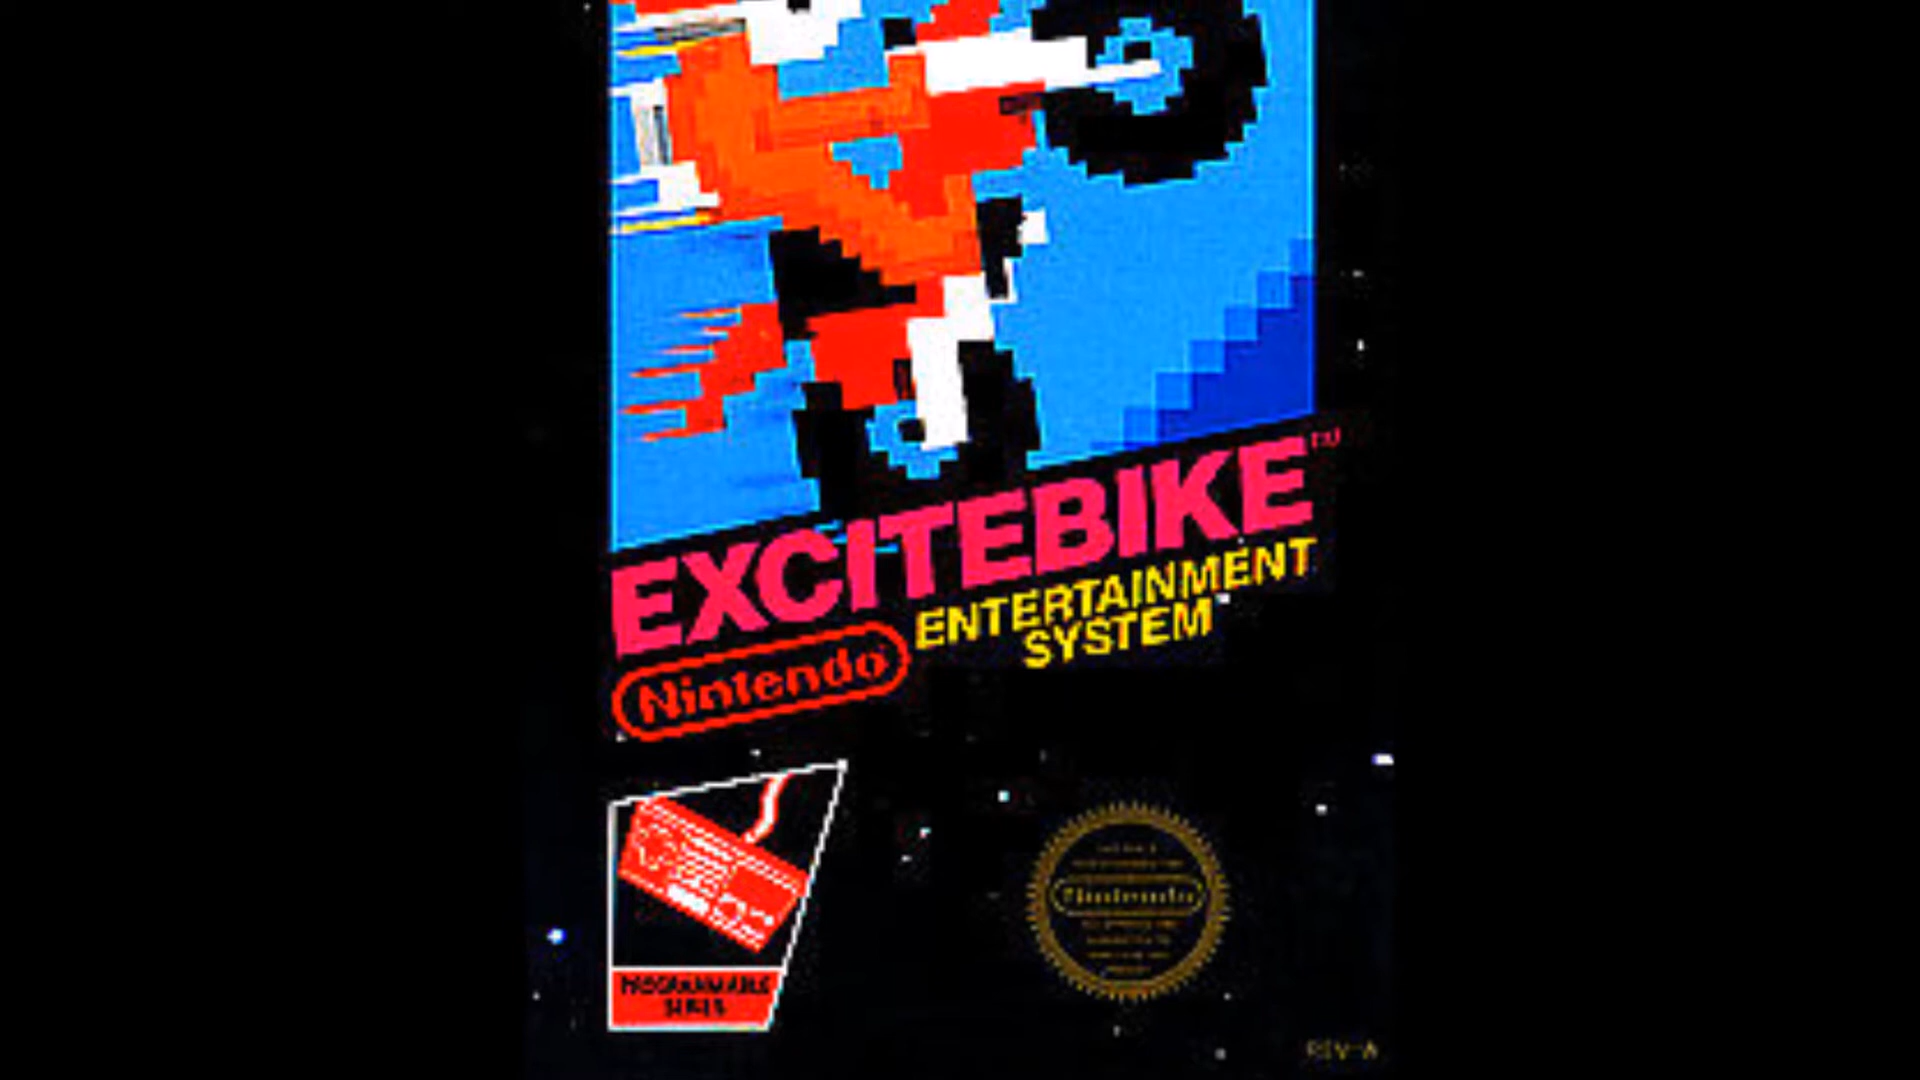 EXCITEBIKE™
ENTERTAINMENT
SYSTEM
Nintendo
PROGRAMMABLE
SERIES
Nintendo
REV-A